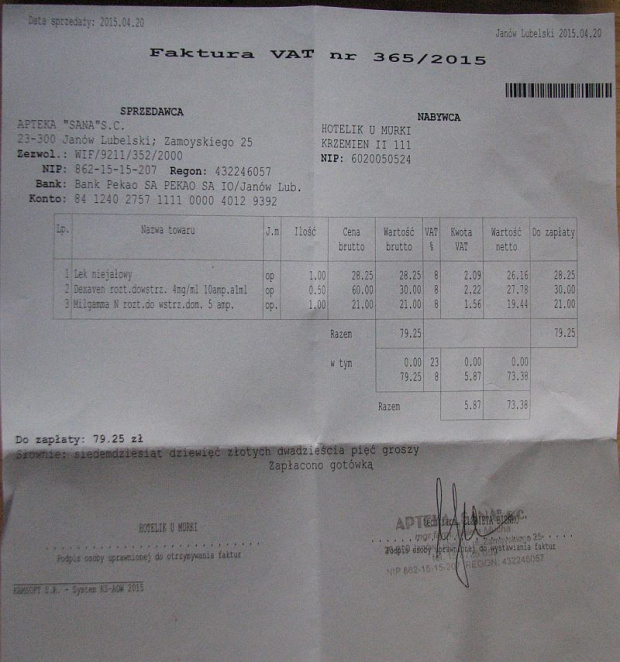 Data sprzedaży: 2015.04.20
Janów Lubelski 2015.04.20
Faktura VAT nr 365/2015
SPRZEDAWCA
APTEKA "SANA"S.C.
23-300 Janów Lubelski; Zamoyskiego 25
Zezwol.: WIF/9211/352/2000
NIP: 862-15-15-207 Regon: 432246057
Bank: Bank Pekao SA PEKAO SA IO/Janów Lub.
Konto: 84 1240 2757 1111 0000 4012 9392
NABYWCA
HOTELIK U MURKI
KRZEMIEN II 111
NIP: 6020050524
Lp. Nazwa towaru J.m Ilość Cena brutto Wartość brutto VAT % Kwota VAT Wartość netto Do zapłaty
1 Lek niejałowy op 1.00 28.25 28.25 8 2.09 26.16 28.25
2 Dexaven rozt.dowstrz. 4mg/ml 10amp.a1ml op 0.50 60.00 30.00 8 2.22 27.78 30.00
3 Milgamma N rozt.do wstrz.dom. 5 amp. op. 1.00 21.00 21.00 8 1.56 19.44 21.00
Razem 79.25 79.25
w tym 0.00 23 0.00 0.00
79.25 8 5.87 73.38
Razem 5.87 73.38
Do zapłaty: 79.25 zł
Słownie: siedemdziesiąt dziewięć złotych dwadzieścia pięć groszy
Zapłacono gotówką
HOTELIK U MURKI
Podpis osoby uprawnionej do otrzymywania faktur
APTEKA "SANA" s.c.
Podpis osoby uprawnionej do wystawiania faktur
NIP 862-15-15-207 REGON: 432246057
KAMSOFT S.A. - System KS-AOW 2015